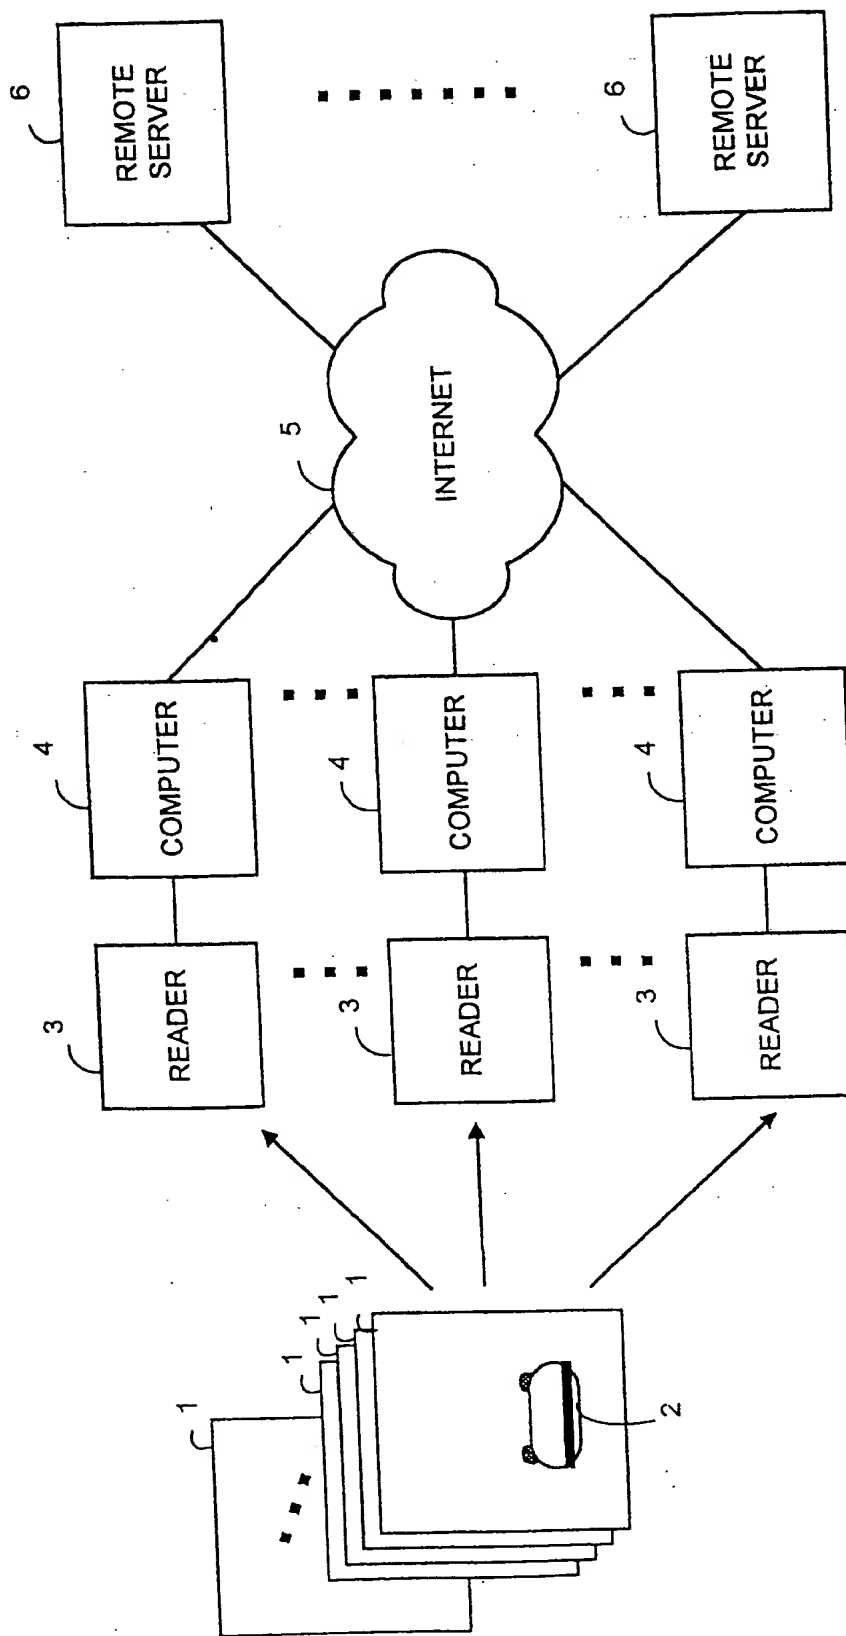 6
3
4
REMOTE
SERVER
READER
COMPUTER
1
5
1
1
1
1
3
4
INTERNET
READER
COMPUTER
6
3
4
2
REMOTE
SERVER
READER
COMPUTER